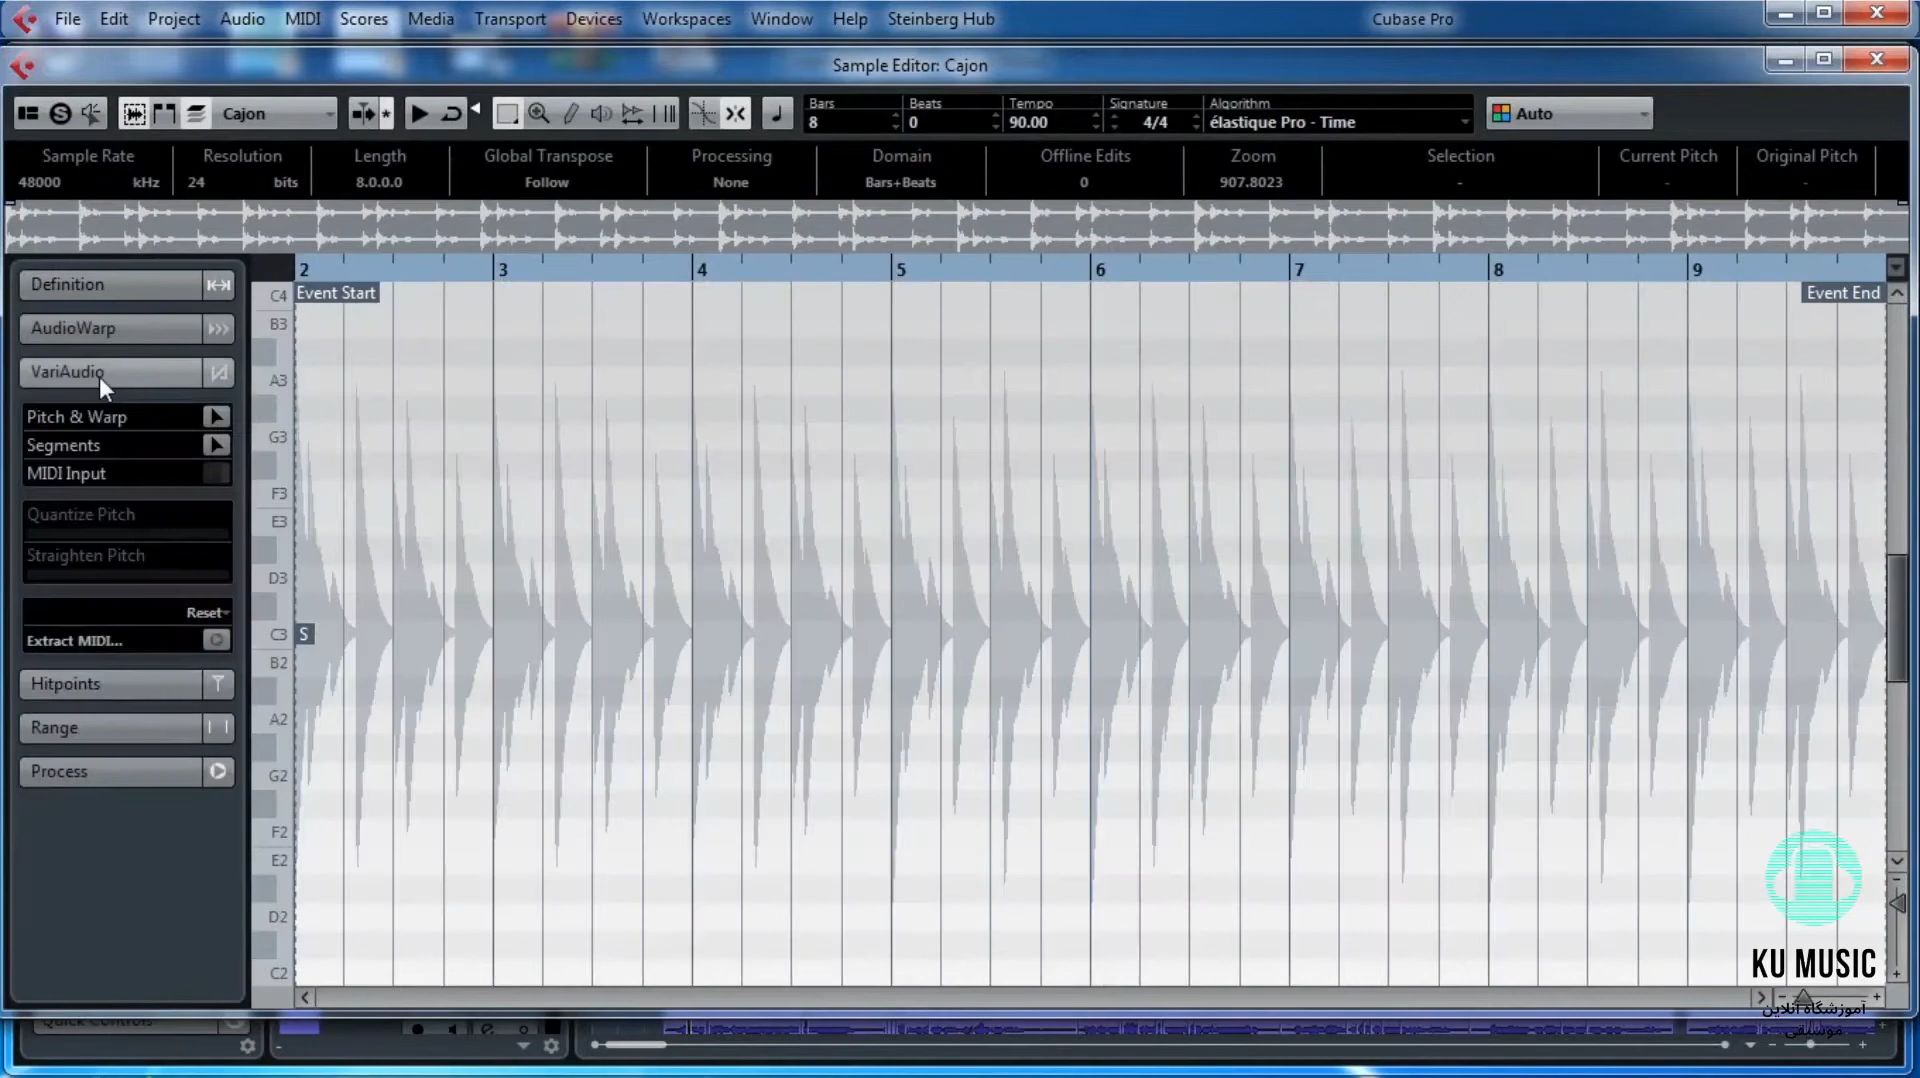 File Edit Project Audio MIDI Scores Media Transport Devices Workspaces Window Help Steinberg Hub Cubase Pro
Sample Editor: Cajon
Cajon
Bars Beats Tempo Signature Algorithm
8 0 90.00 4/4 élastique Pro - Time
Auto
Sample Rate Resolution Length Global Transpose Processing Domain Offline Edits Zoom Selection Current Pitch Original Pitch
48000 kHz 24 bits 8.0.0.0 Follow None Bars+Beats 0 907.8023 - - -
2 3 4 5 6 7 8 9
Event Start Event End
Definition
AudioWarp
VariAudio
Pitch & Warp
Segments
MIDI Input
Quantize Pitch
Straighten Pitch
Reset
Extract MIDI...
Hitpoints
Range
Process
C4
B3
A3
G3
F3
E3
D3
C3 S
B2
A2
G2
F2
E2
D2
C2
KU MUSIC
آموزشگاه آنلاین
موسیقی
Quick Controls